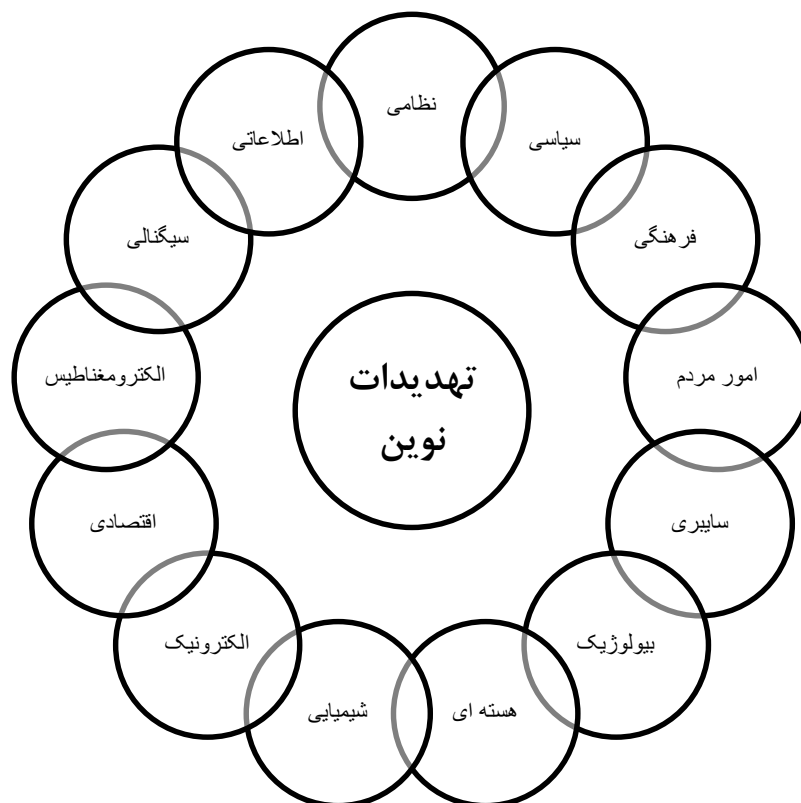 تهدیدات
نوین
نظامی
سیاسی
فرهنگی
امور مردم
سایبری
بیولوژیک
هسته ای
شیمیایی
الکترونیک
اقتصادی
الکترومغناطیس
سیگنالی
اطلاعاتی